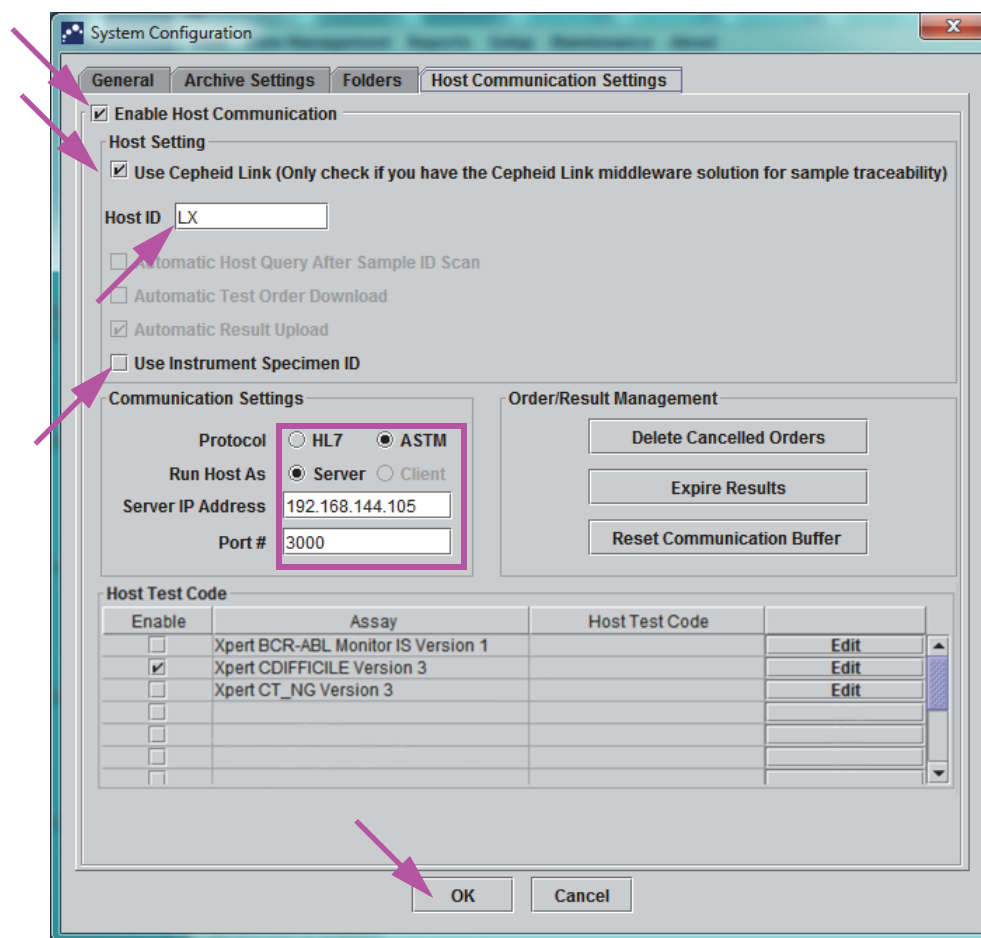 System Configuration
General Archive Settings Folders Host Communication Settings
Enable Host Communication
Host Setting
Use Cepheid Link (Only check if you have the Cepheid Link middleware solution for sample traceability)
Host ID LX
Automatic Host Query After Sample ID Scan
Automatic Test Order Download
Automatic Result Upload
Use Instrument Specimen ID
Communication Settings
Protocol HL7 ASTM
Run Host As Server Client
Server IP Address 192.168.144.105
Port # 3000
Order/Result Management
Delete Cancelled Orders
Expire Results
Reset Communication Buffer
Host Test Code
Enable Assay Host Test Code
Xpert BCR-ABL Monitor IS Version 1 Edit
Xpert CDIFFICILE Version 3 Edit
Xpert CT_NG Version 3 Edit
OK Cancel